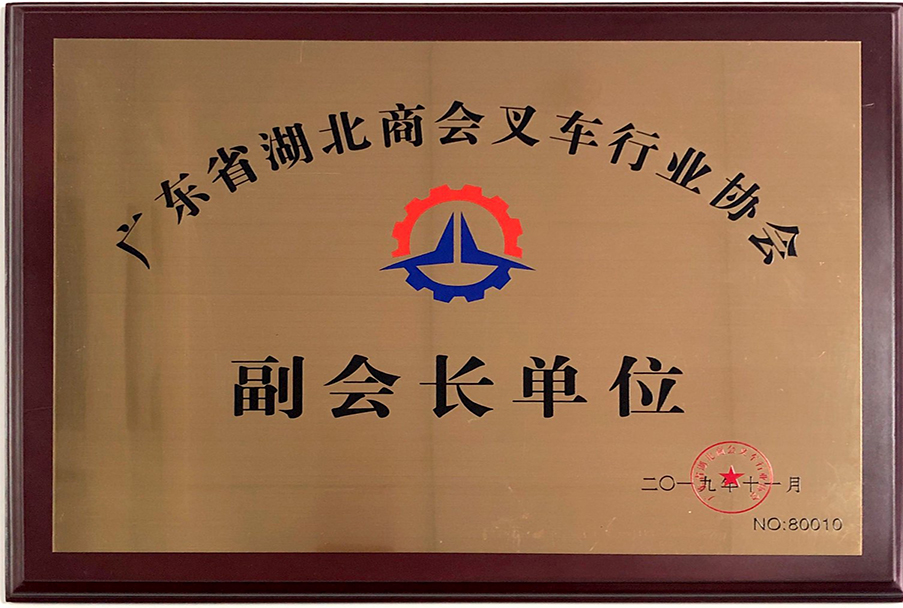 广东省湖北商会叉车行业协会
副会长单位
二〇一九年十一月
NO:80010